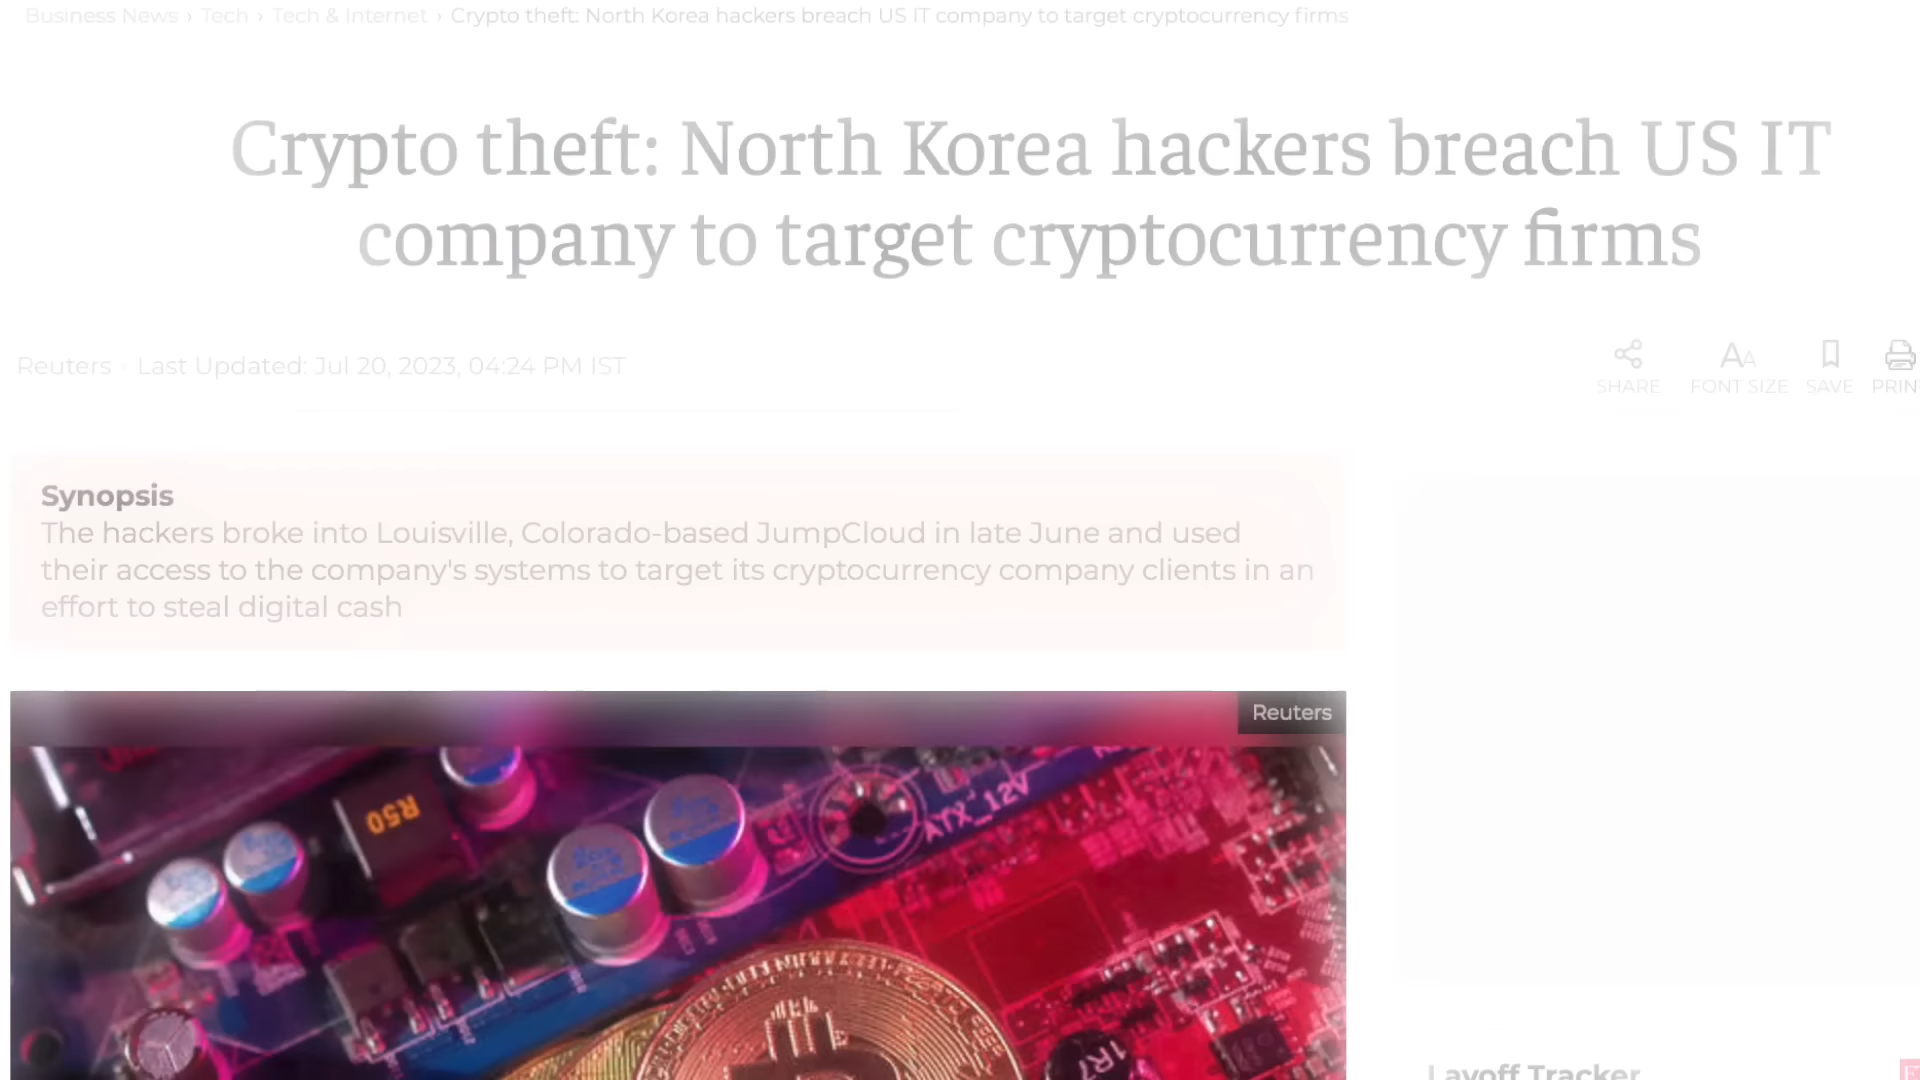 Business News › Tech › Tech & Internet › Crypto theft: North Korea hackers breach US IT company to target cryptocurrency firms
Crypto theft: North Korea hackers breach US IT
company to target cryptocurrency firms
Reuters • Last Updated: Jul 20, 2023, 04:24 PM IST
SHARE FONT SIZE SAVE PRIN
Synopsis
The hackers broke into Louisville, Colorado-based JumpCloud in late June and used
their access to the company's systems to target its cryptocurrency company clients in an
effort to steal digital cash
Reuters
R50
ATX_12V
1R7
Layoff Tracker